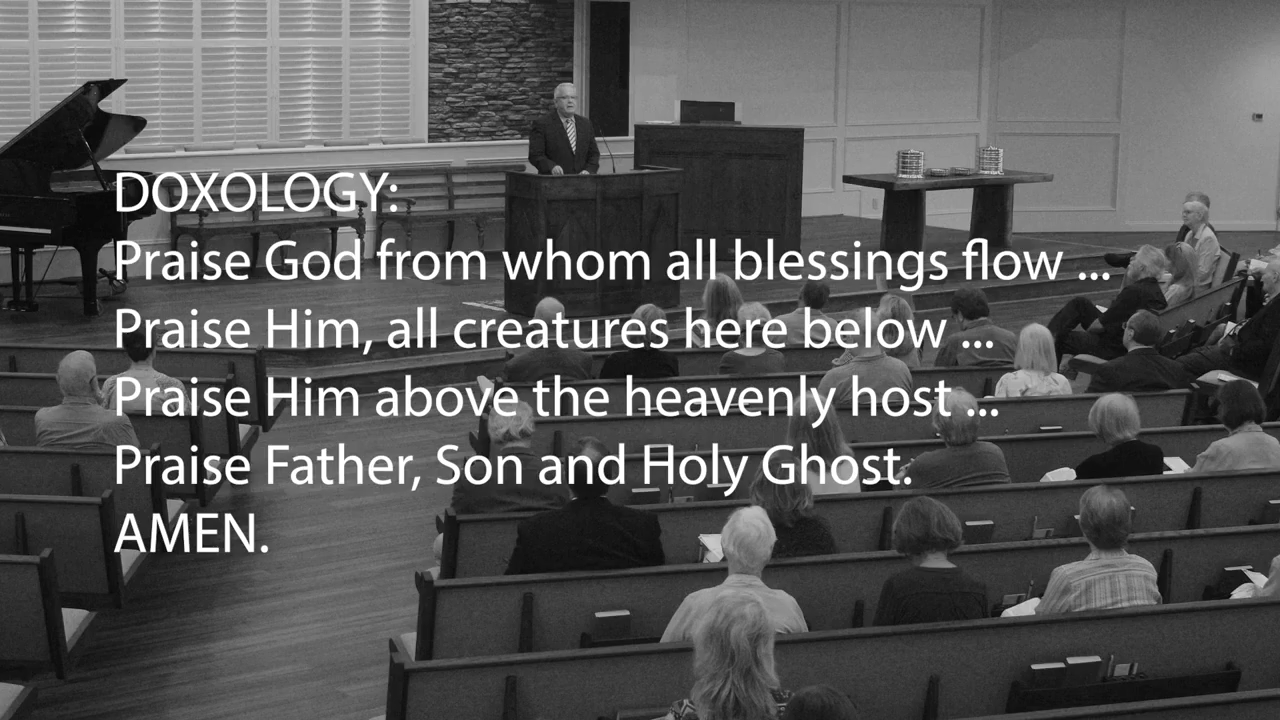 DOXOLOGY:
Praise God from whom all blessings flow ...
Praise Him, all creatures here below ...
Praise Him above the heavenly host ...
Praise Father, Son and Holy Ghost.
AMEN.